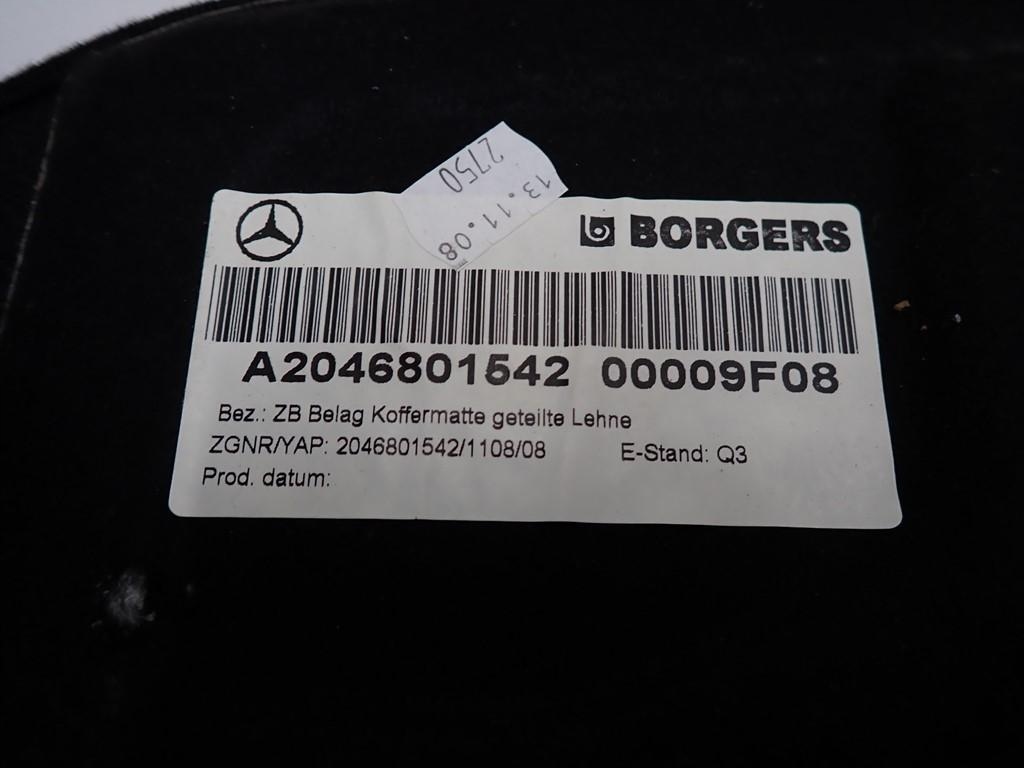 2750
13.11.08
BORGERS
A2046801542 00009F08
Bez.: ZB Belag Koffermatte geteilte Lehne
ZGNR/YAP: 2046801542/1108/08 E-Stand: Q3
Prod. datum: